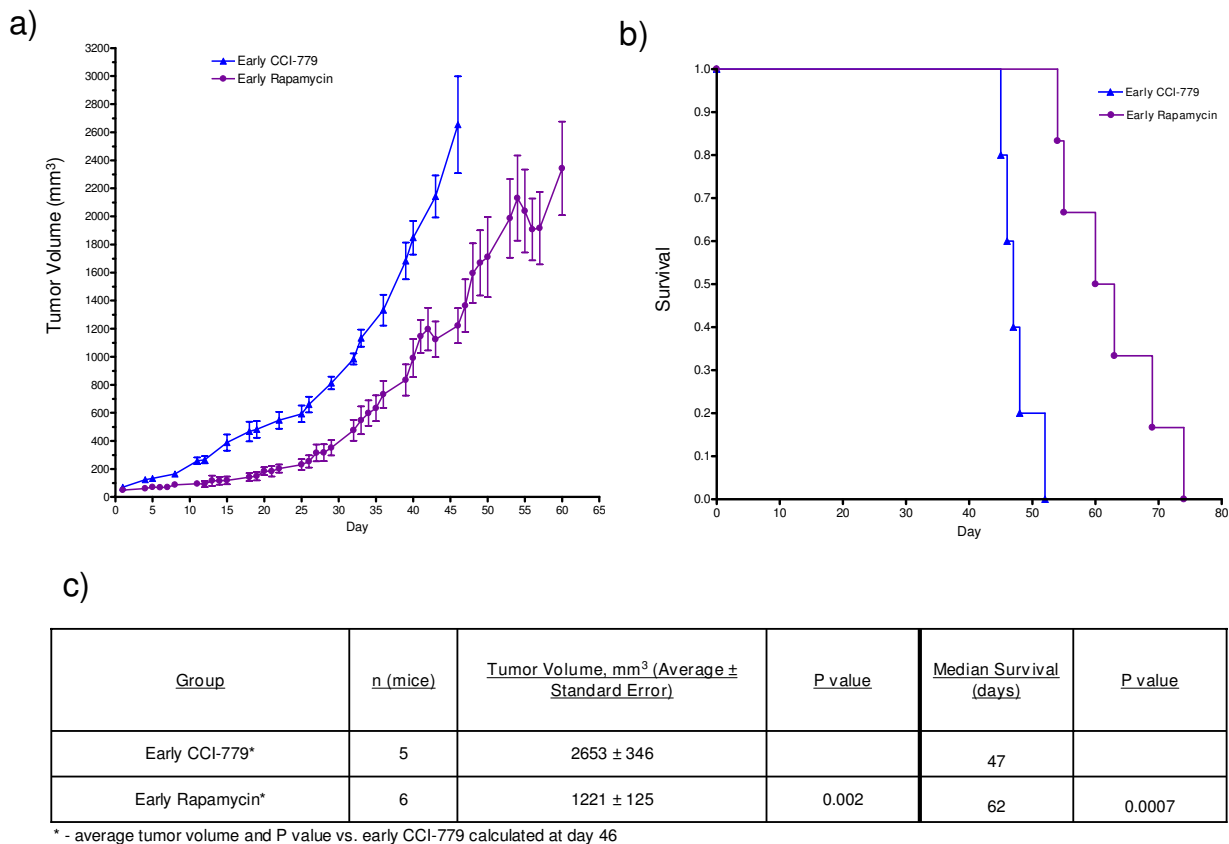 a)
Early CCI-779
Early Rapamycin
3200
3000
2800
2600
2400
2200
2000
1800
1600
1400
1200
1000
800
600
400
200
0
Tumor Volume (mm³)
0 5 10 15 20 25 30 35 40 45 50 55 60 65
Day
b)
Early CCI-779
Early Rapamycin
1.0
0.9
0.8
0.7
0.6
0.5
0.4
0.3
0.2
0.1
0.0
Survival
0 10 20 30 40 50 60 70 80
Day
c)
Group
n (mice)
Tumor Volume, mm³ (Average ±
Standard Error)
P value
Median Survival
(days)
P value
Early CCI-779*
5
2653 ± 346
47
Early Rapamycin*
6
1221 ± 125
0.002
62
0.0007
* - average tumor volume and P value vs. early CCI-779 calculated at day 46